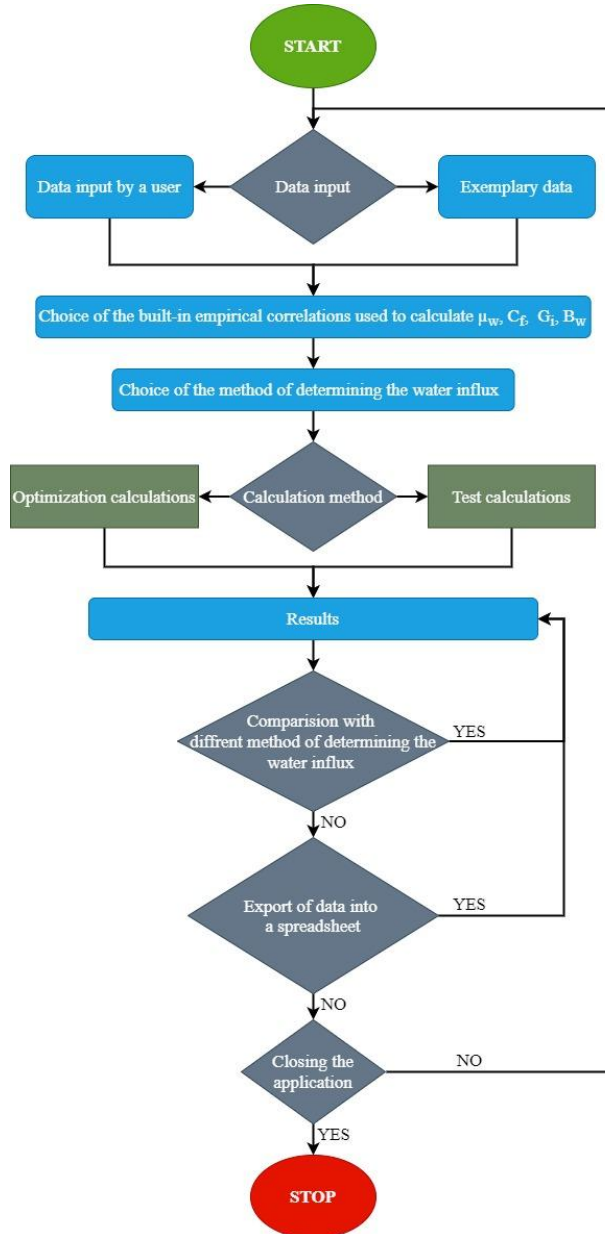 START
Data input by a user
Data input
Exemplary data
Choice of the built-in empirical correlations used to calculate μw, Cf, Gi, Bw
Choice of the method of determining the water influx
Optimization calculations
Calculation method
Test calculations
Results
Comparision with
diffrent method of determining the
water influx
YES
NO
Export of data into
a spreadsheet
YES
NO
Closing the
application
NO
YES
STOP